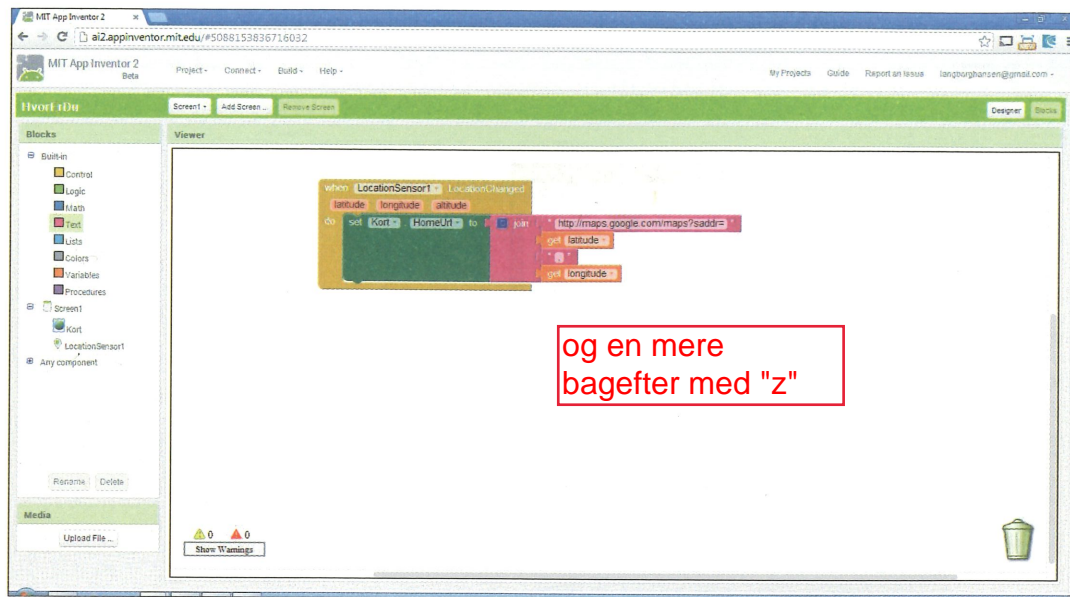 MIT App Inventor 2
ai2.appinventor.mit.edu/#5088153836716032
MIT App Inventor 2
Beta
Project
Connect
Build
Help
My Projects
Guide
Report an Issue
langborghansen@gmail.com
HvorErDu
Screen1
Add Screen ...
Remove Screen
Designer
Blocks
Blocks
Viewer
Built-in
Control
Logic
Math
Text
Lists
Colors
Variables
Procedures
Screen1
Kort
LocationSensor1
Any component
when LocationSensor1 .LocationChanged
latitude longitude altitude
do set Kort . HomeUrl to join " http://maps.google.com/maps?saddr= "
get latitude
" , "
get longitude
og en mere
bagefter med "z"
Rename Delete
Media
Upload File ...
0 0
Show Warnings